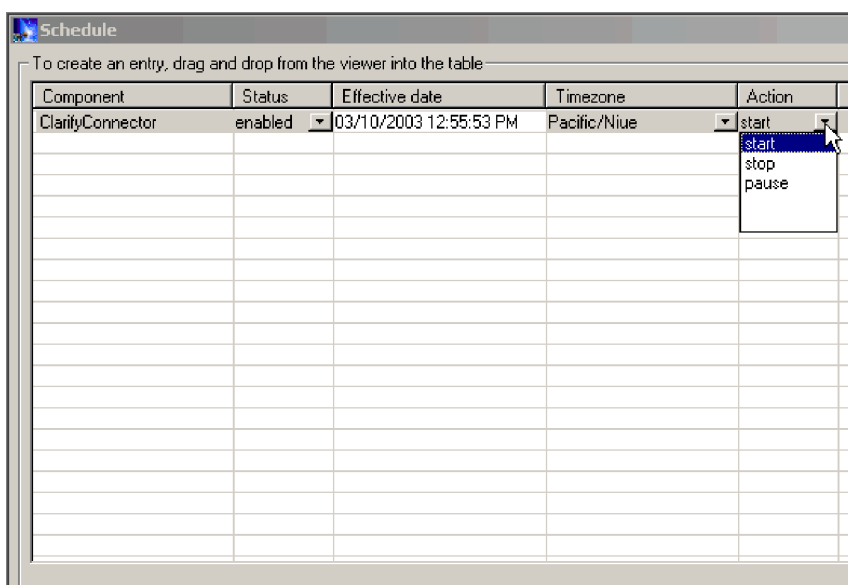 Schedule
To create an entry, drag and drop from the viewer into the table
Component Status Effective date Timezone Action
ClarifyConnector enabled 03/10/2003 12:55:53 PM Pacific/Niue start
start
stop
pause